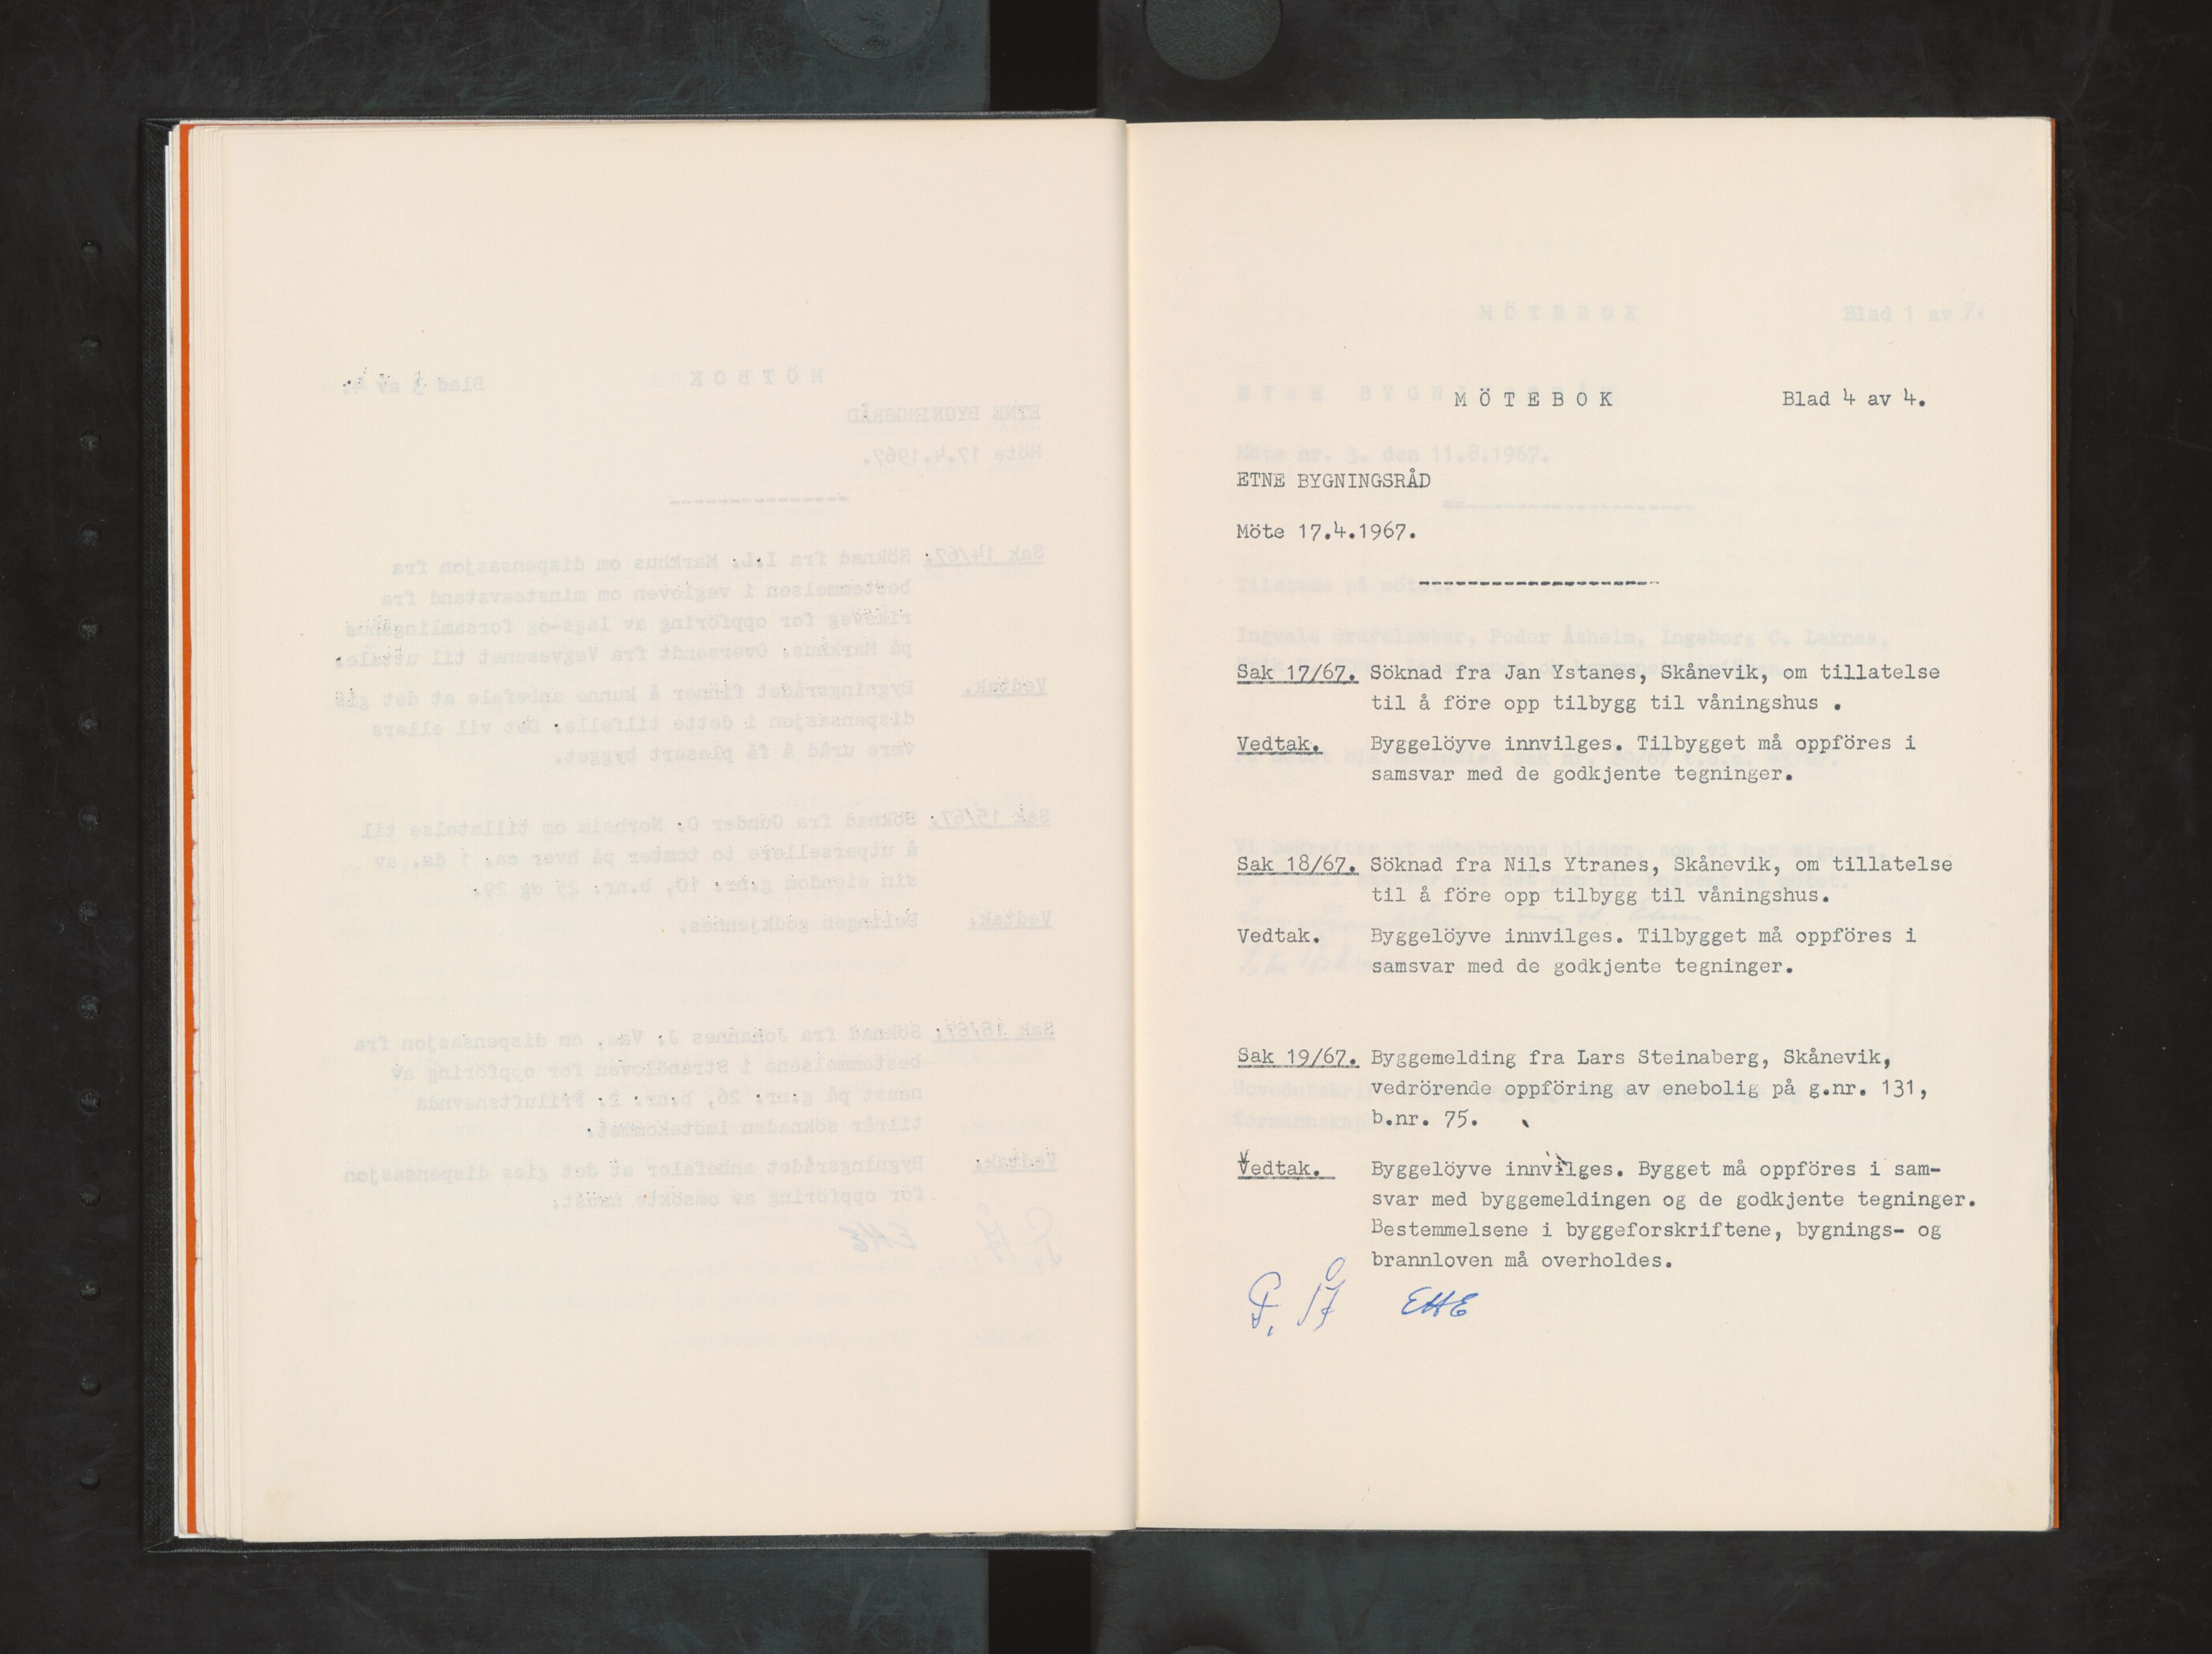 MÖTEBOK Blad 4 av 4.
ETNE BYGNINGSRÅD
Möte 17.4.1967.
--------------------
Sak 17/67. Söknad fra Jan Ystanes, Skånevik, om tillatelse
til å före opp tilbygg til våningshus .
Vedtak. Byggelöyve innvilges. Tilbygget må oppföres i
samsvar med de godkjente tegninger.
Sak 18/67. Söknad fra Nils Ytranes, Skånevik, om tillatelse
til å före opp tilbygg til våningshus.
Vedtak. Byggelöyve innvilges. Tilbygget må oppföres i
samsvar med de godkjente tegninger.
Sak 19/67. Byggemelding fra Lars Steinaberg, Skånevik,
vedrörende oppföring av enebolig på g.nr. 131,
b.nr. 75.
Vedtak. Byggelöyve innvilges. Bygget må oppföres i sam-
svar med byggemeldingen og de godkjente tegninger.
Bestemmelsene i byggeforskriftene, bygnings- og
brannloven må overholdes.
EHE